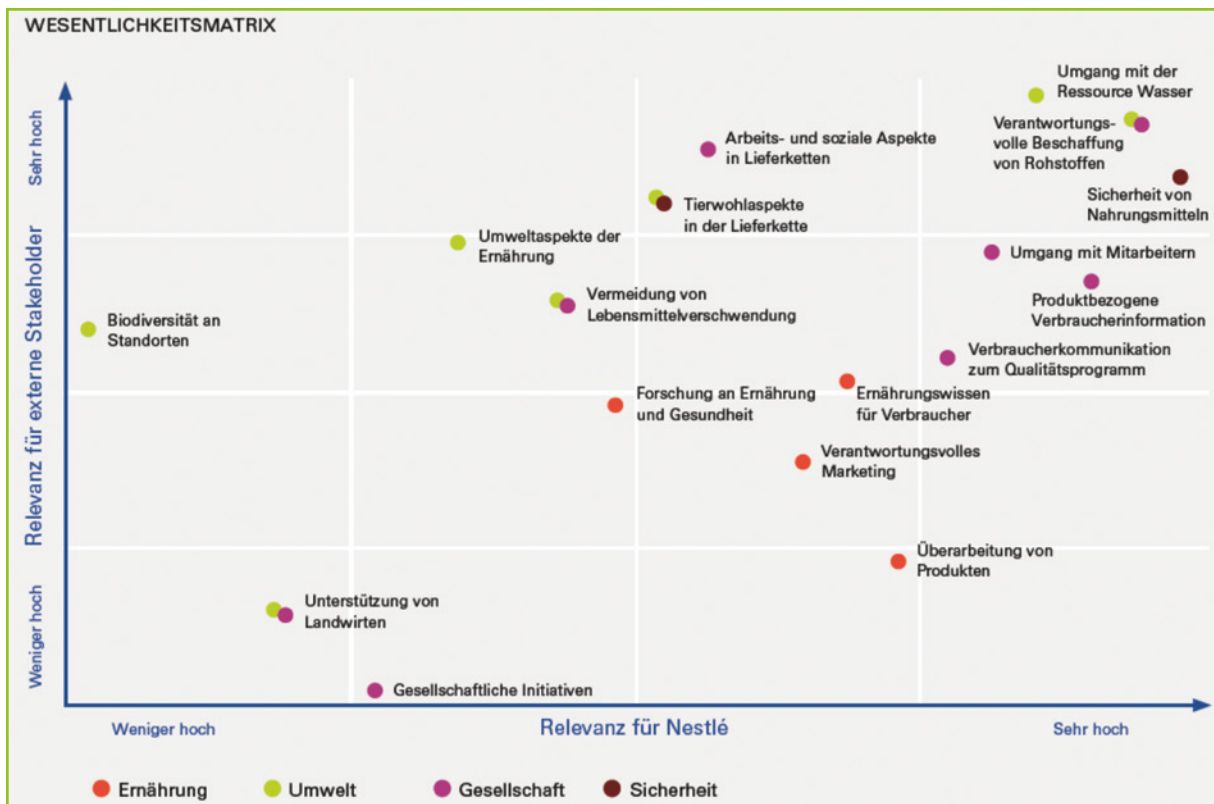 WESENTLICHKEITSMATRIX
Umgang mit der
Ressource Wasser
Verantwortungs-
volle Beschaffung
von Rohstoffen
Arbeits- und soziale Aspekte
in Lieferketten
Sicherheit von
Nahrungsmitteln
Tierwohlaspekte
in der Lieferkette
Umweltaspekte der
Ernährung
Umgang mit Mitarbeitern
Produktbezogene
Verbraucherinformation
Vermeidung von
Lebensmittelverschwendung
Biodiversität an
Standorten
Verbraucherkommunikation
zum Qualitätsprogramm
Forschung an Ernährung
und Gesundheit
Ernährungswissen
für Verbraucher
Verantwortungsvolles
Marketing
Überarbeitung von
Produkten
Unterstützung von
Landwirten
Gesellschaftliche Initiativen
Sehr hoch
Relevanz für externe Stakeholder
Weniger hoch
Weniger hoch
Relevanz für Nestlé
Sehr hoch
Ernährung
Umwelt
Gesellschaft
Sicherheit